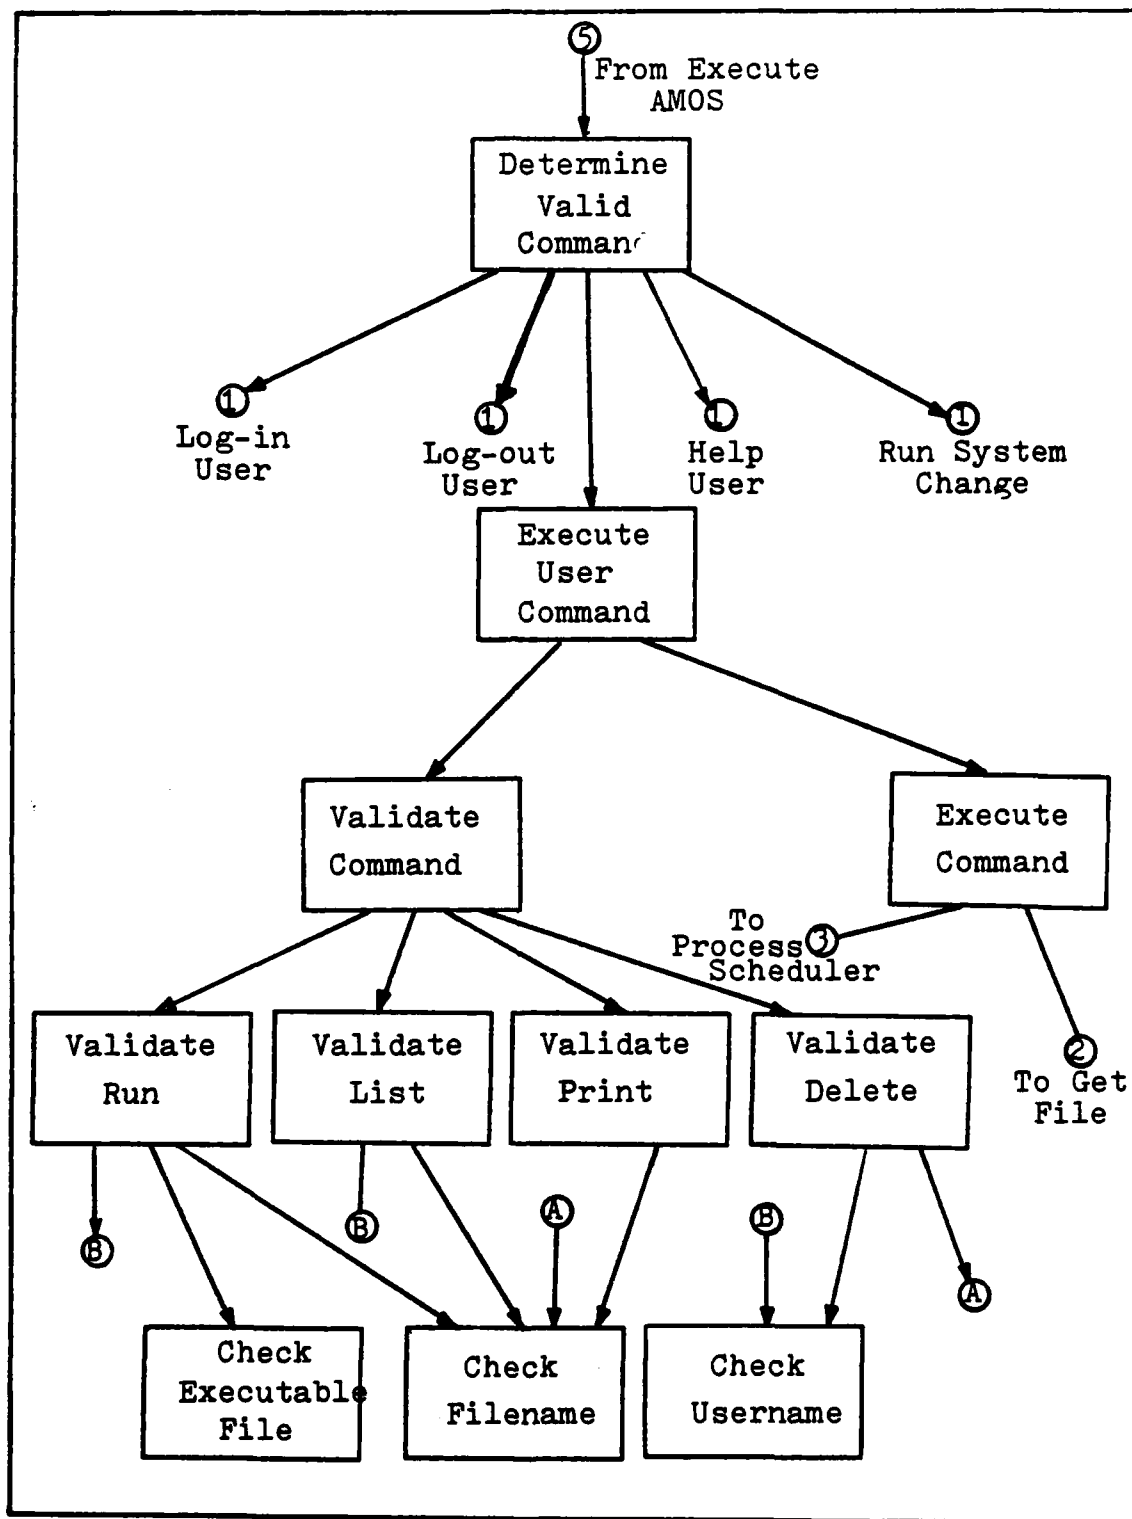 5
From Execute
AMOS
Determine
Valid
Command
1
Log-in
User
1
Log-out
User
1
Help
User
1
Run System
Change
Execute
User
Command
Validate
Command
Execute
Command
To
Process 3
Scheduler
Validate
Run
Validate
List
Validate
Print
Validate
Delete
2
To Get
File
B
B
A
B
A
Check
Executable
File
Check
Filename
Check
Username